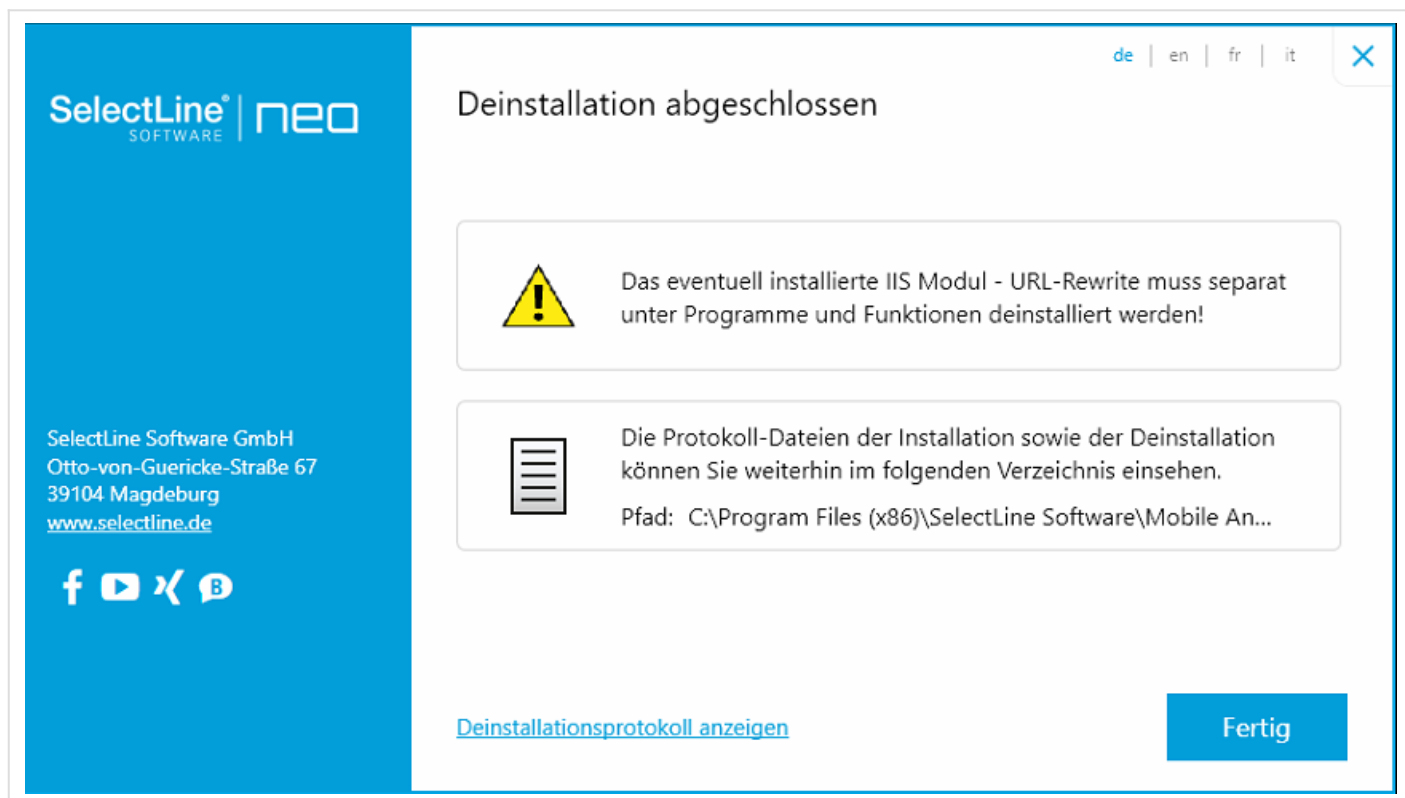 de | en | fr | it
SelectLine® | neo
SOFTWARE
Deinstallation abgeschlossen
Das eventuell installierte IIS Modul - URL-Rewrite muss separat
unter Programme und Funktionen deinstalliert werden!
Die Protokoll-Dateien der Installation sowie der Deinstallation
können Sie weiterhin im folgenden Verzeichnis einsehen.
Pfad: C:\Program Files (x86)\SelectLine Software\Mobile An...
SelectLine Software GmbH
Otto-von-Guericke-Straße 67
39104 Magdeburg
www.selectline.de
f B
Deinstallationsprotokoll anzeigen
Fertig